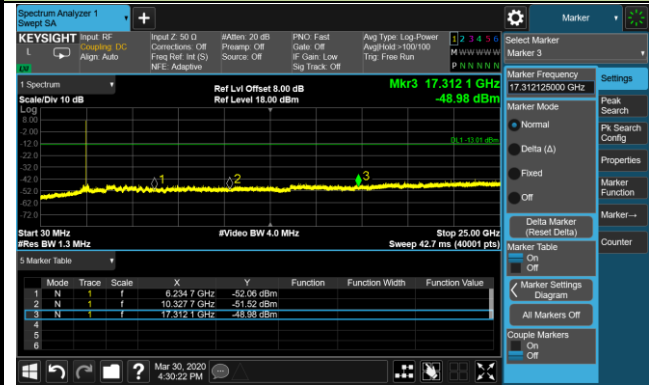 Spectrum Analyzer 1
Swept SA
+
Marker
KEYSIGHT
L
Input: RF
Coupling: DC
Align: Auto
Input Z: 50 Ω
Corrections: Off
Freq Ref: Int (S)
NFE: Adaptive
#Atten: 20 dB
Preamp: Off
Source: Off
PNO: Fast
Gate: Off
IF Gain: Low
Sig Track: Off
Avg Type: Log-Power
Avg|Hold:>100/100
Trig: Free Run
1 2 3 4 5 6
M W W W W W
P N N N N N
1 Spectrum
Scale/Div 10 dB
Log
Ref Lvl Offset 8.00 dB
Ref Level 18.00 dBm
Mkr3 17.312 1 GHz
-48.98 dBm
8.00
-2.00
-12.0
-22.0
-32.0
-42.0
-52.0
-62.0
-72.0
DL1 -13.01 dBm
1
2
3
Start 30 MHz
#Res BW 1.3 MHz
#Video BW 4.0 MHz
Stop 25.00 GHz
Sweep 42.7 ms (40001 pts)
5 Marker Table
Mode Trace Scale X Y Function Function Width Function Value
1 N 1 f 6.234 7 GHz -52.06 dBm
2 N 1 f 10.327 7 GHz -51.52 dBm
3 N 1 f 17.312 1 GHz -48.98 dBm
4
5
6
Mar 30, 2020
4:30:22 PM
Select Marker
Marker 3
Marker Frequency
17.312125000 GHz
Marker Mode
Normal
Delta (Δ)
Fixed
Off
Delta Marker
(Reset Delta)
Marker Table
On
Off
Marker Settings
Diagram
All Markers Off
Couple Markers
On
Off
Settings
Peak
Search
Pk Search
Config
Properties
Marker
Function
Marker→
Counter